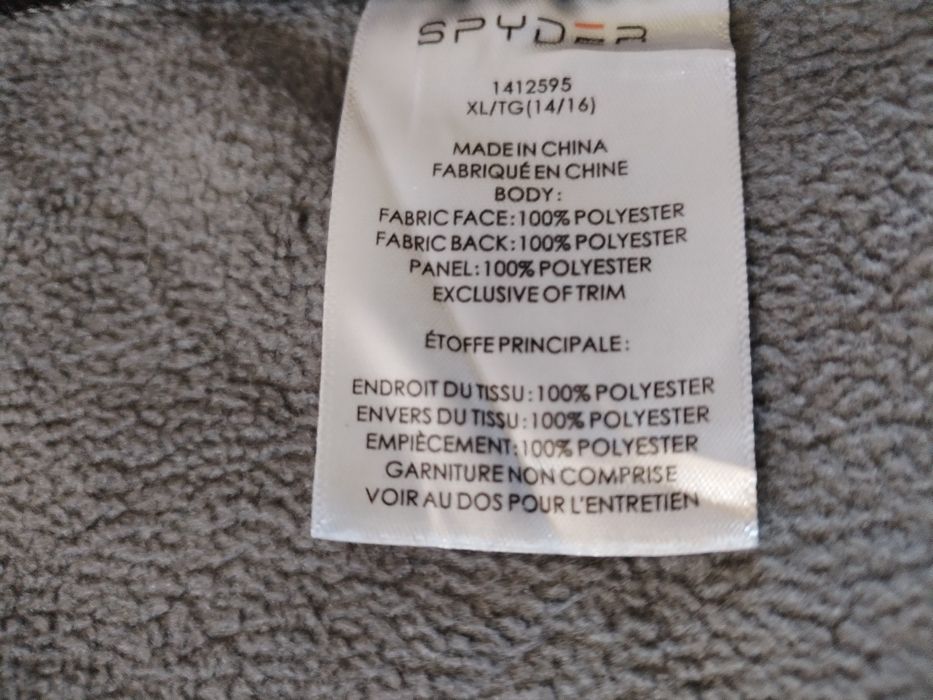 SPYDER
1412595
XL/TG(14/16)
MADE IN CHINA
FABRIQUÉ EN CHINE
BODY:
FABRIC FACE:100% POLYESTER
FABRIC BACK:100% POLYESTER
PANEL:100% POLYESTER
EXCLUSIVE OF TRIM
ÉTOFFE PRINCIPALE:
ENDROIT DU TISSU:100% POLYESTER
ENVERS DU TISSU:100% POLYESTER
EMPIÈCEMENT:100% POLYESTER
GARNITURE NON COMPRISE
VOIR AU DOS POUR L'ENTRETIEN